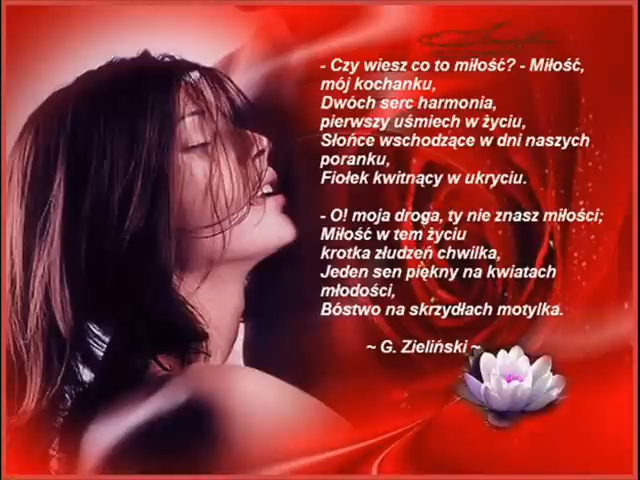 - Czy wiesz co to miłość? - Miłość,
mój kochanku,
Dwóch serc harmonia,
pierwszy uśmiech w życiu,
Słońce wschodzące w dni naszych
poranku,
Fiołek kwitnący w ukryciu.
- O! moja droga, ty nie znasz miłości;
Miłość w tem życiu
krotka złudzeń chwilka,
Jeden sen piękny na kwiatach
młodości,
Bóstwo na skrzydłach motylka.
~ G. Zieliński ~